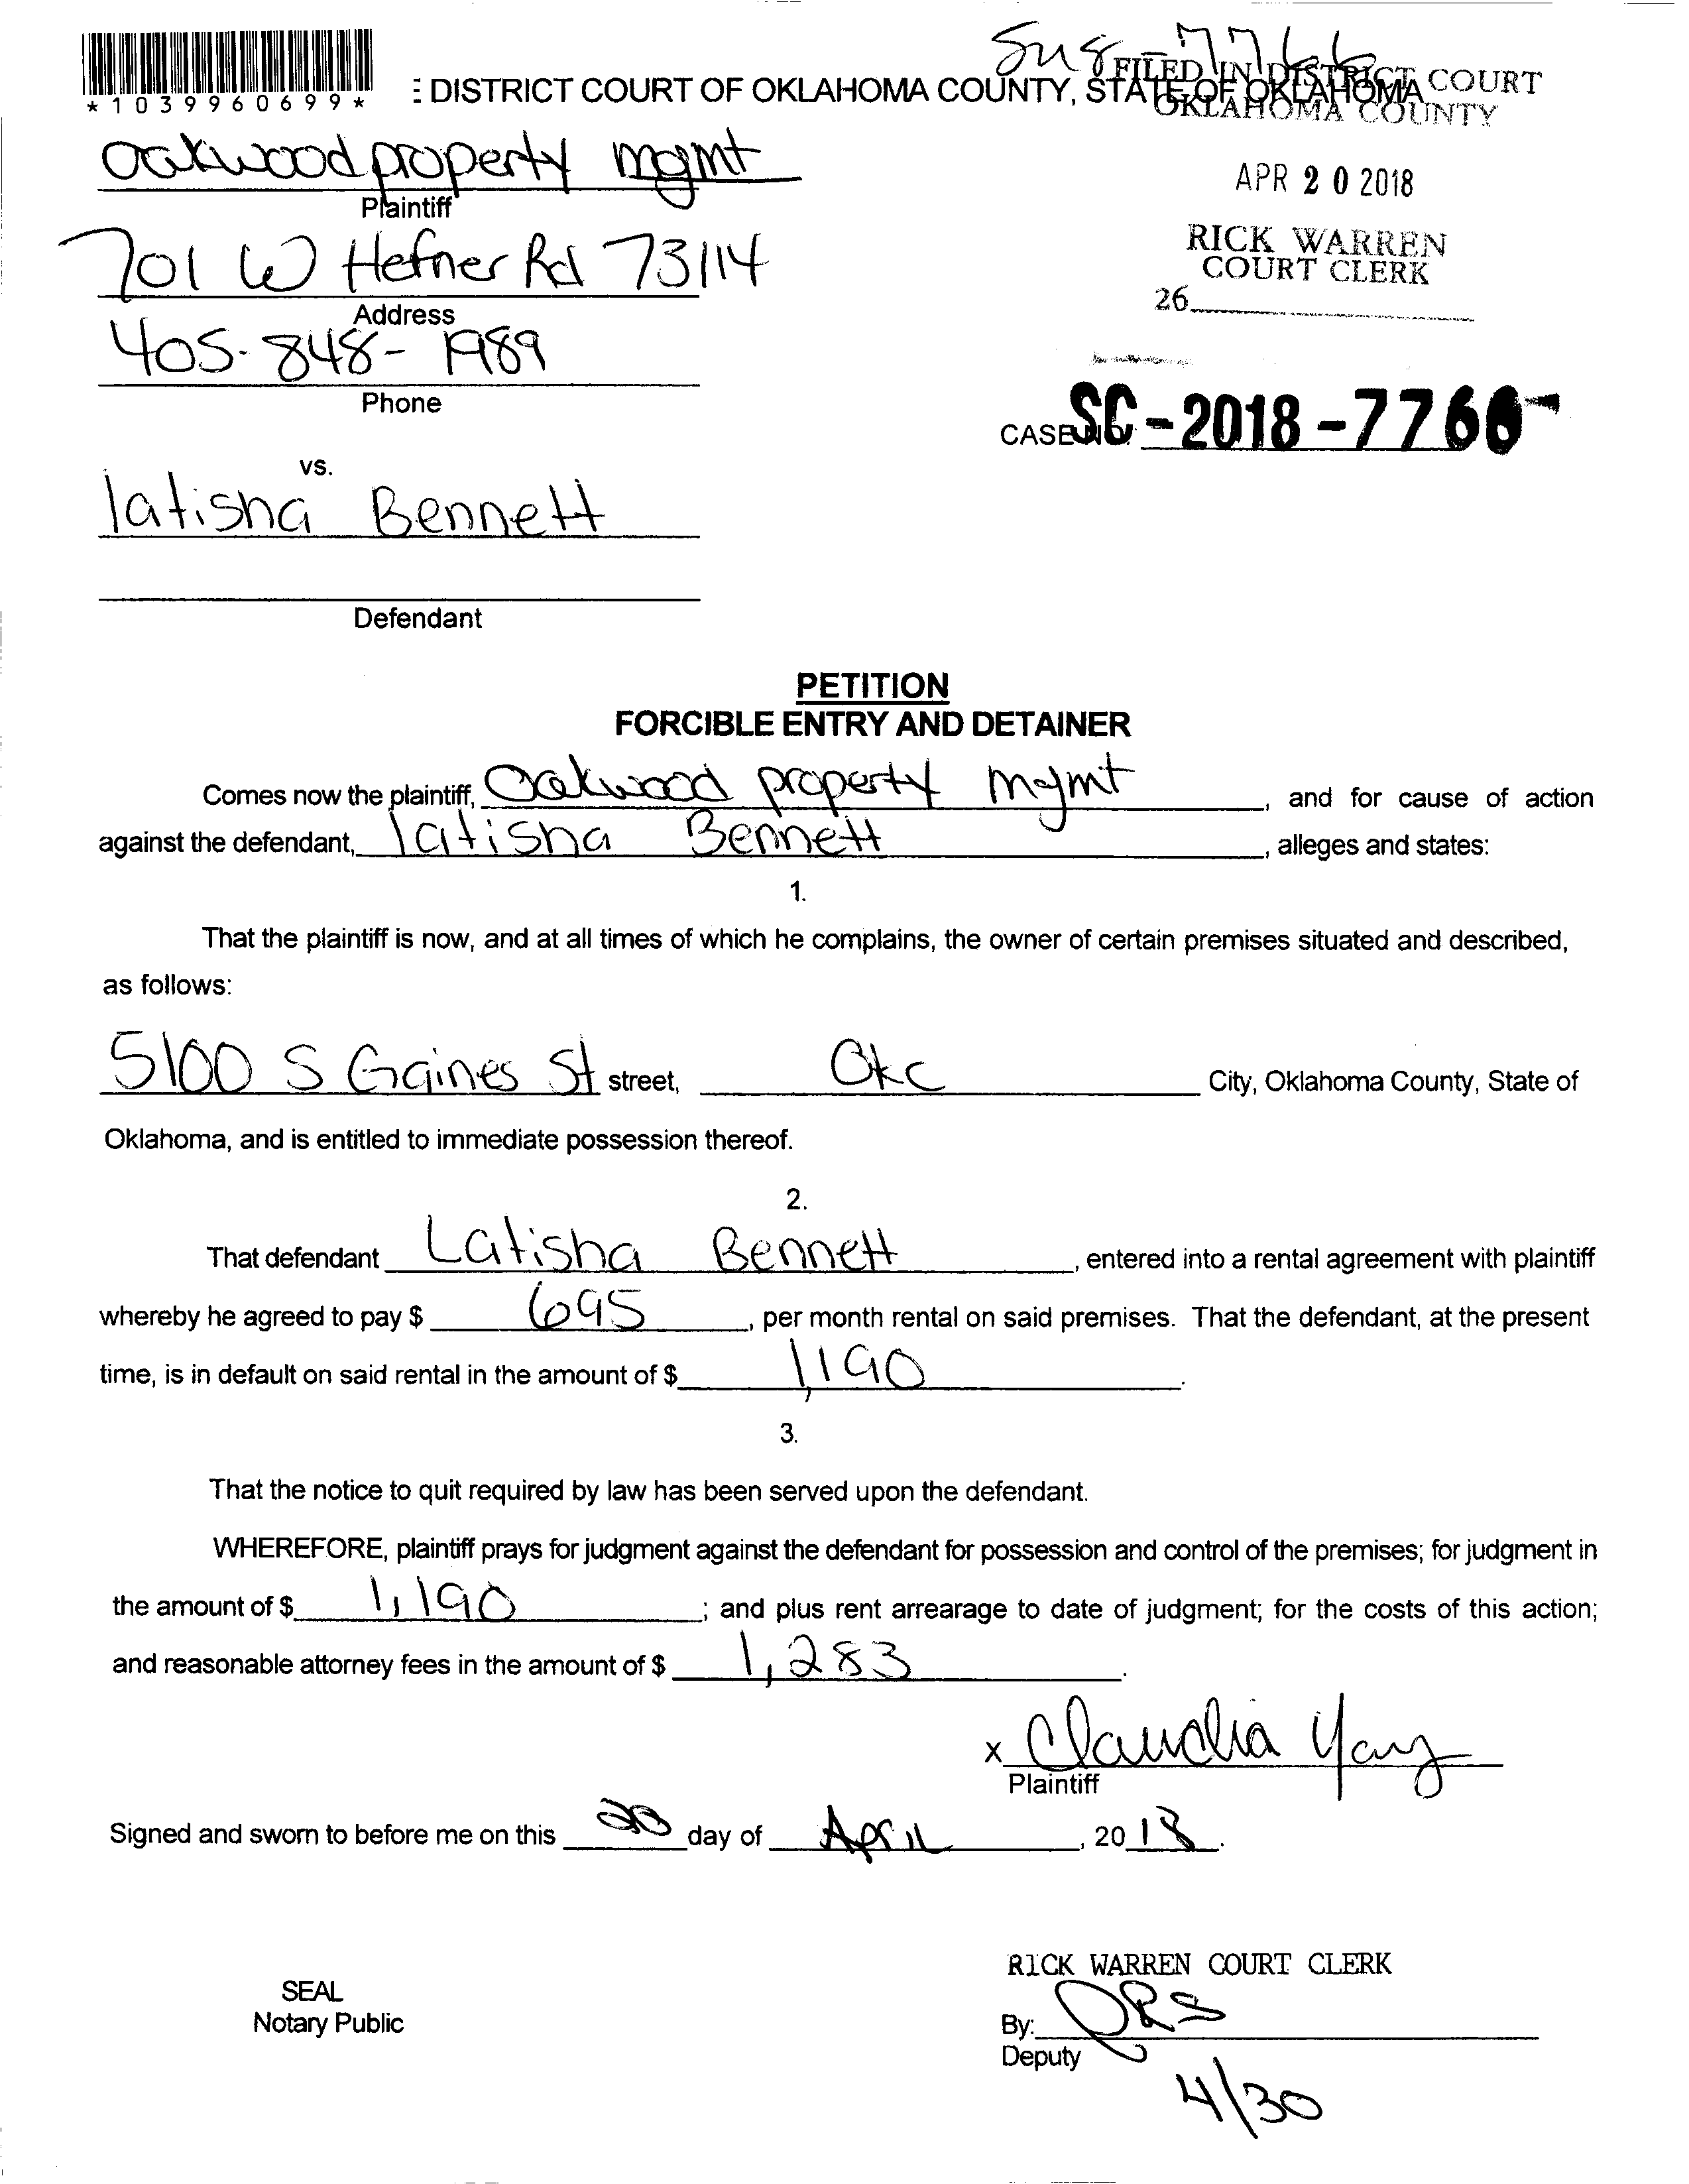 FILED IN DISTRICT COURT
*1039960699* DISTRICT COURT OF OKLAHOMA COUNTY, STATE OF OKLAHOMA
OKLAHOMA COUNTY
Oakwood property mgmt
Plaintiff
APR 20 2018
701 W Hefner Rd 73114
Address
RICK WARREN
COURT CLERK
26
405-848-1989
Phone
CASE NO. SC-2018-7766
vs.
latisha Bennett
Defendant
PETITION
FORCIBLE ENTRY AND DETAINER
Comes now the plaintiff, Oakwood property mgmt, and for cause of action
against the defendant, latisha Bennett, alleges and states:
1.
That the plaintiff is now, and at all times of which he complains, the owner of certain premises situated and described,
as follows:
5100 S Gaines St street, Okc City, Oklahoma County, State of
Oklahoma, and is entitled to immediate possession thereof.
2.
That defendant Latisha Bennett, entered into a rental agreement with plaintiff
whereby he agreed to pay $ 695, per month rental on said premises. That the defendant, at the present
time, is in default on said rental in the amount of $ 1,190.
3.
That the notice to quit required by law has been served upon the defendant.
WHEREFORE, plaintiff prays for judgment against the defendant for possession and control of the premises; for judgment in
the amount of $ 1,190; and plus rent arrearage to date of judgment; for the costs of this action;
and reasonable attorney fees in the amount of $ 1,283.
x Claudia
Plaintiff
Signed and sworn to before me on this 20 day of April, 2018.
RICK WARREN COURT CLERK
SEAL
Notary Public
By:
Deputy
4/30